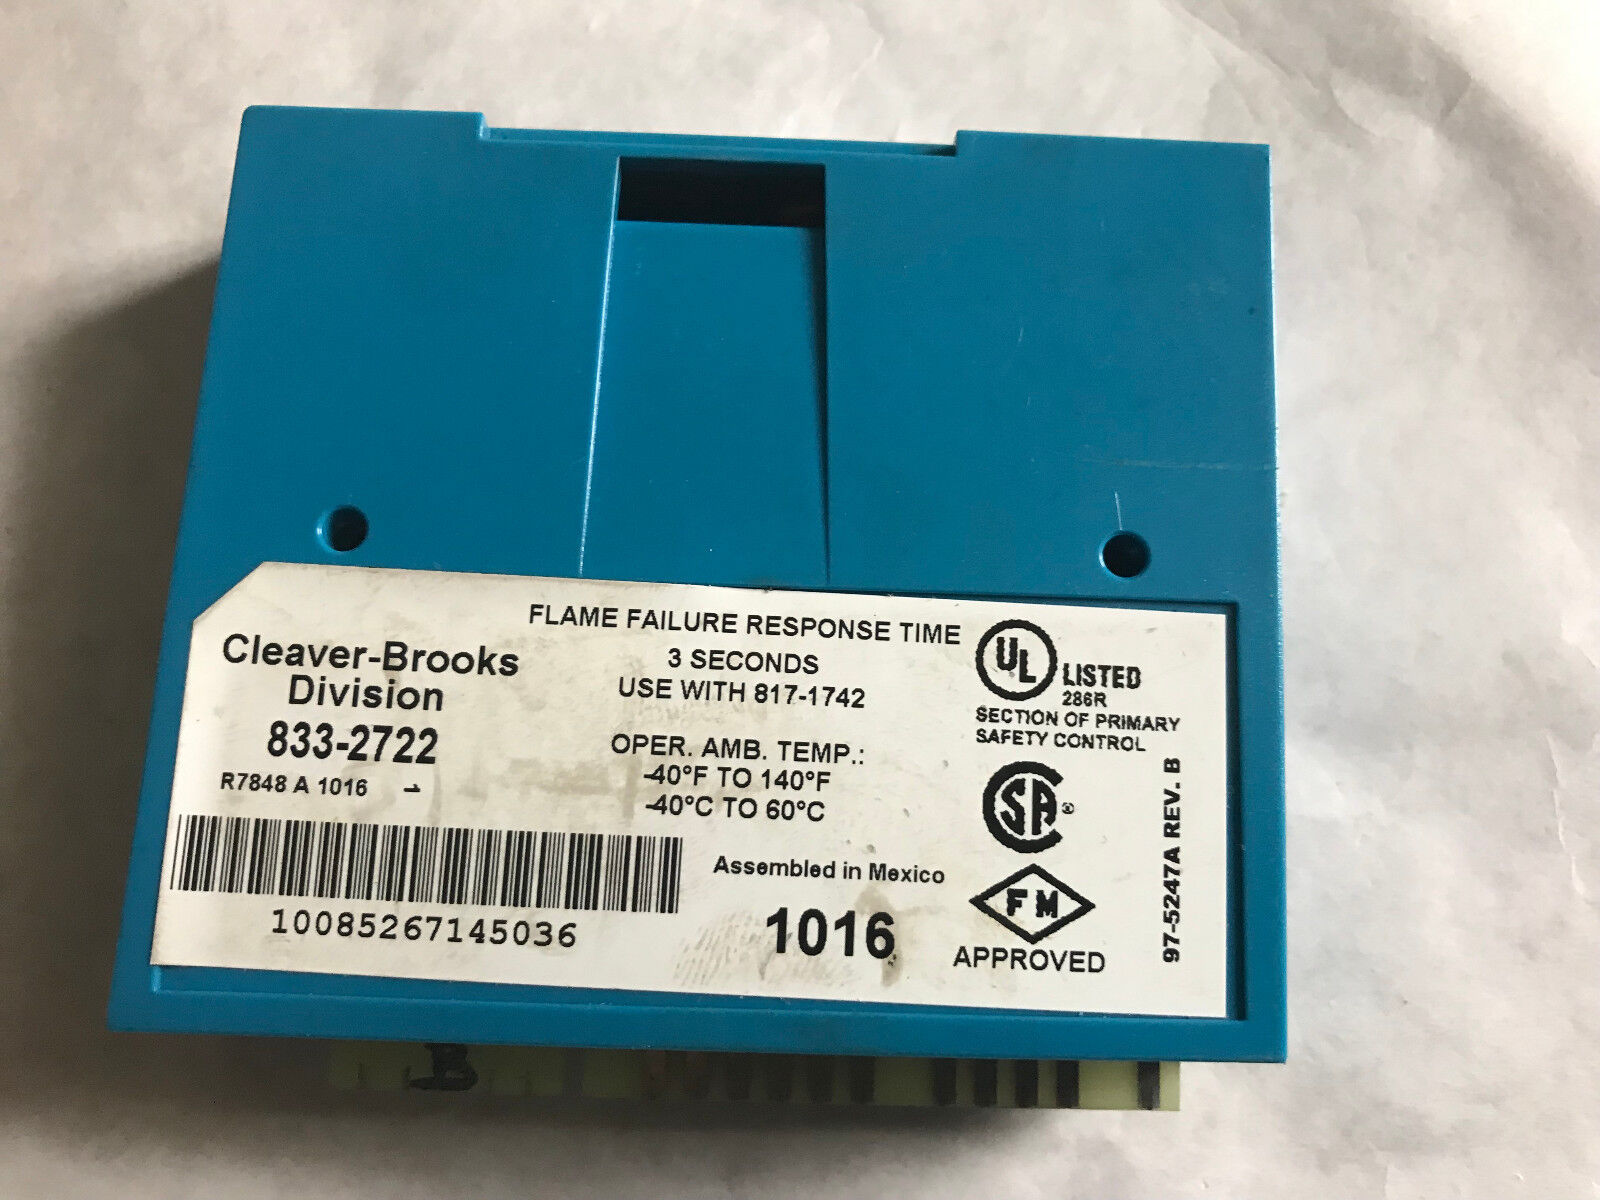 Cleaver-Brooks
Division
833-2722
R7848 A 1016
10085267145036
FLAME FAILURE RESPONSE TIME
3 SECONDS
USE WITH 817-1742
OPER. AMB. TEMP.:
-40°F TO 140°F
-40°C TO 60°C
Assembled in Mexico
1016
UL LISTED
286R
SECTION OF PRIMARY
SAFETY CONTROL
CSA®
FM
APPROVED
97-5247A REV. B